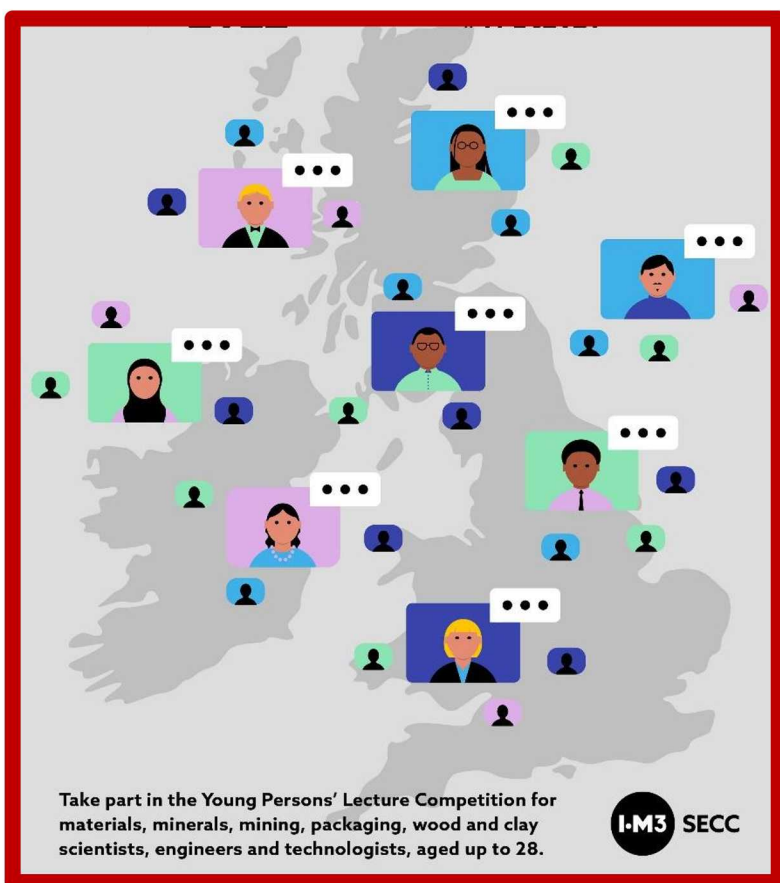 Take part in the Young Persons' Lecture Competition for
materials, minerals, mining, packaging, wood and clay
scientists, engineers and technologists, aged up to 28.
I·M3 SECC